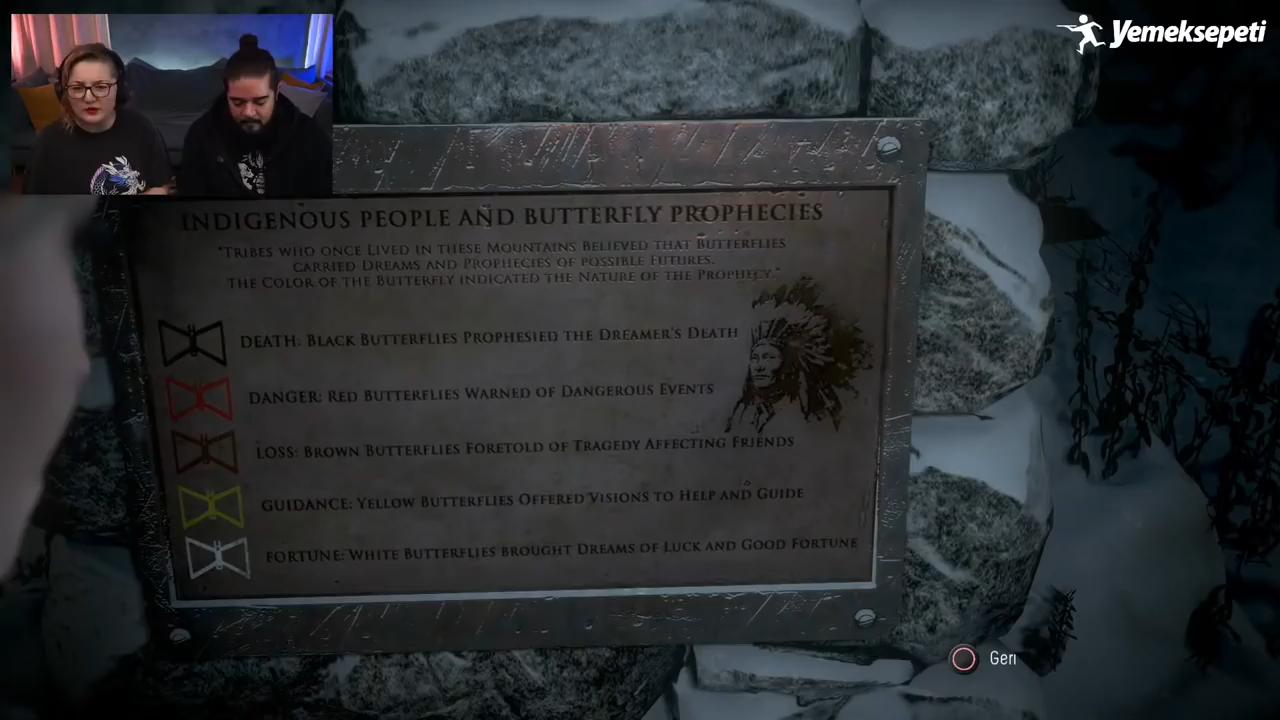 Yemeksepeti
INDIGENOUS PEOPLE AND BUTTERFLY PROPHECIES
"TRIBES WHO ONCE LIVED IN THESE MOUNTAINS BELIEVED THAT BUTTERFLIES
CARRIED DREAMS AND PROPHECIES OF POSSIBLE FUTURES.
THE COLOR OF THE BUTTERFLY INDICATED THE NATURE OF THE PROPHECY."
DEATH: BLACK BUTTERFLIES PROPHESIED THE DREAMER'S DEATH
DANGER: RED BUTTERFLIES WARNED OF DANGEROUS EVENTS
LOSS: BROWN BUTTERFLIES FORETOLD OF TRAGEDY AFFECTING FRIENDS
GUIDANCE: YELLOW BUTTERFLIES OFFERED VISIONS TO HELP AND GUIDE
FORTUNE: WHITE BUTTERFLIES BROUGHT DREAMS OF LUCK AND GOOD FORTUNE
Geri